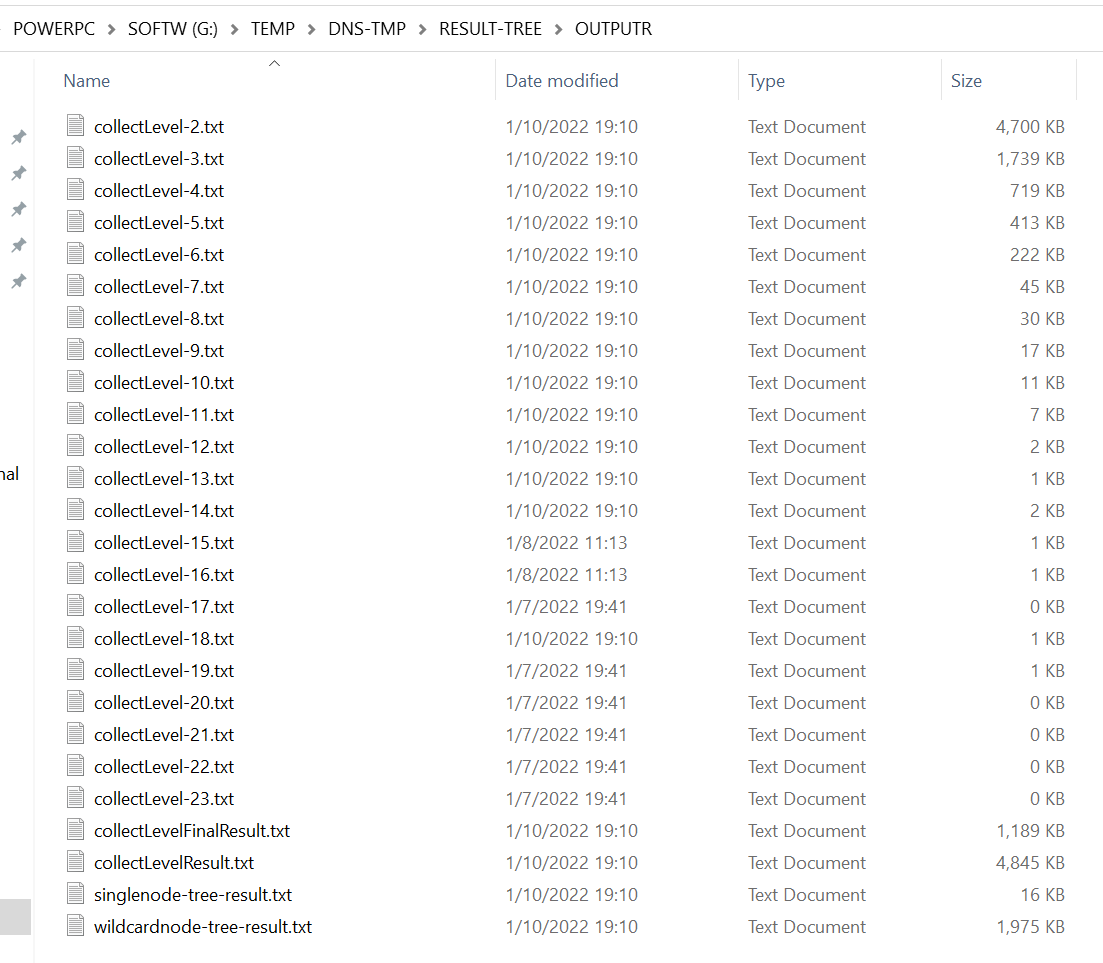 POWERPC > SOFTW (G:) > TEMP > DNS-TMP > RESULT-TREE > OUTPUTR
Name Date modified Type Size
collectLevel-2.txt 1/10/2022 19:10 Text Document 4,700 KB
collectLevel-3.txt 1/10/2022 19:10 Text Document 1,739 KB
collectLevel-4.txt 1/10/2022 19:10 Text Document 719 KB
collectLevel-5.txt 1/10/2022 19:10 Text Document 413 KB
collectLevel-6.txt 1/10/2022 19:10 Text Document 222 KB
collectLevel-7.txt 1/10/2022 19:10 Text Document 45 KB
collectLevel-8.txt 1/10/2022 19:10 Text Document 30 KB
collectLevel-9.txt 1/10/2022 19:10 Text Document 17 KB
collectLevel-10.txt 1/10/2022 19:10 Text Document 11 KB
collectLevel-11.txt 1/10/2022 19:10 Text Document 7 KB
collectLevel-12.txt 1/10/2022 19:10 Text Document 2 KB
nal
collectLevel-13.txt 1/10/2022 19:10 Text Document 1 KB
collectLevel-14.txt 1/10/2022 19:10 Text Document 2 KB
collectLevel-15.txt 1/8/2022 11:13 Text Document 1 KB
collectLevel-16.txt 1/8/2022 11:13 Text Document 1 KB
collectLevel-17.txt 1/7/2022 19:41 Text Document 0 KB
collectLevel-18.txt 1/10/2022 19:10 Text Document 1 KB
collectLevel-19.txt 1/7/2022 19:41 Text Document 1 KB
collectLevel-20.txt 1/7/2022 19:41 Text Document 0 KB
collectLevel-21.txt 1/7/2022 19:41 Text Document 0 KB
collectLevel-22.txt 1/7/2022 19:41 Text Document 0 KB
collectLevel-23.txt 1/7/2022 19:41 Text Document 0 KB
collectLevelFinalResult.txt 1/10/2022 19:10 Text Document 1,189 KB
collectLevelResult.txt 1/10/2022 19:10 Text Document 4,845 KB
singlenode-tree-result.txt 1/10/2022 19:10 Text Document 16 KB
wildcardnode-tree-result.txt 1/10/2022 19:10 Text Document 1,975 KB